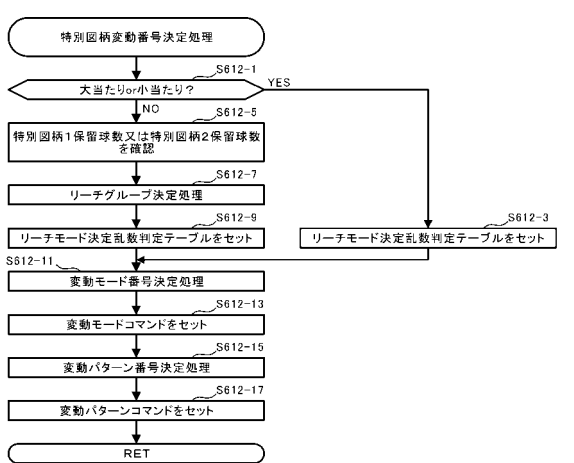 特別図柄変動番号決定処理
S612-1
大当たりor小当たり？
YES
NO
S612-5
特別図柄１保留球数又は特別図柄２保留球数
を確認
S612-7
リーチグループ決定処理
S612-9
リーチモード決定乱数判定テーブルをセット
S612-3
リーチモード決定乱数判定テーブルをセット
S612-11
変動モード番号決定処理
S612-13
変動モードコマンドをセット
S612-15
変動パターン番号決定処理
S612-17
変動パターンコマンドをセット
RET